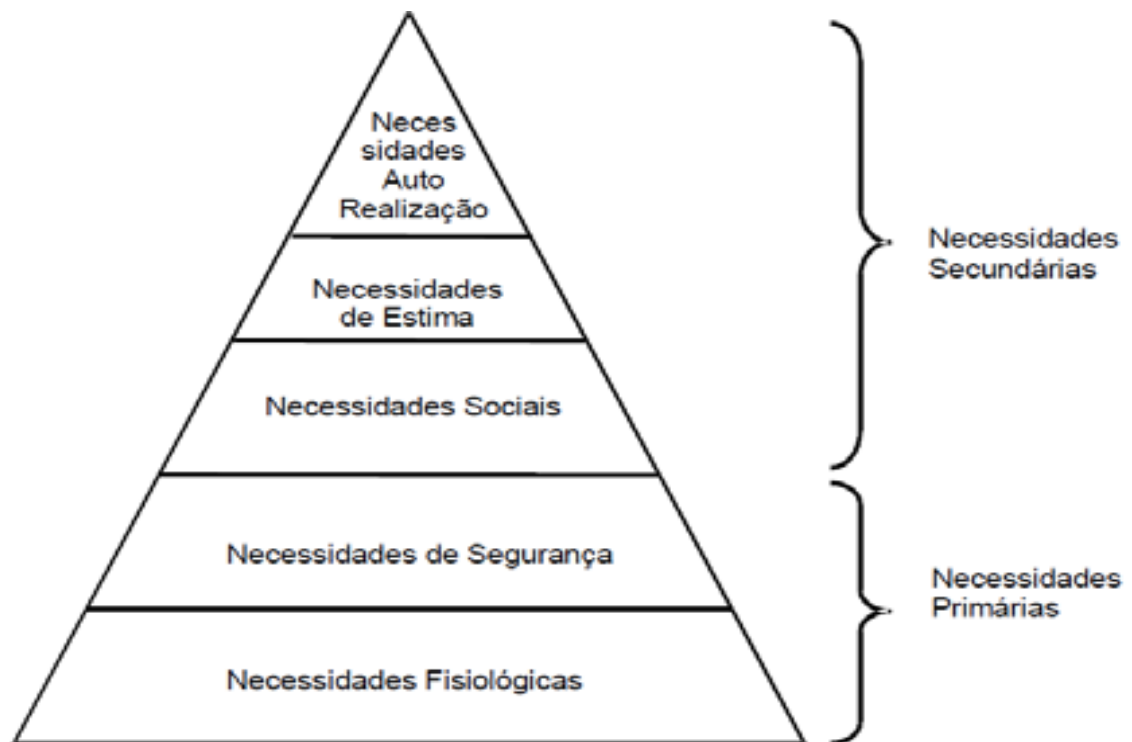 Neces
sidades
Auto
Realização
Necessidades
de Estima
Necessidades Sociais
Necessidades de Segurança
Necessidades Fisiológicas
Necessidades
Secundárias
Necessidades
Primárias